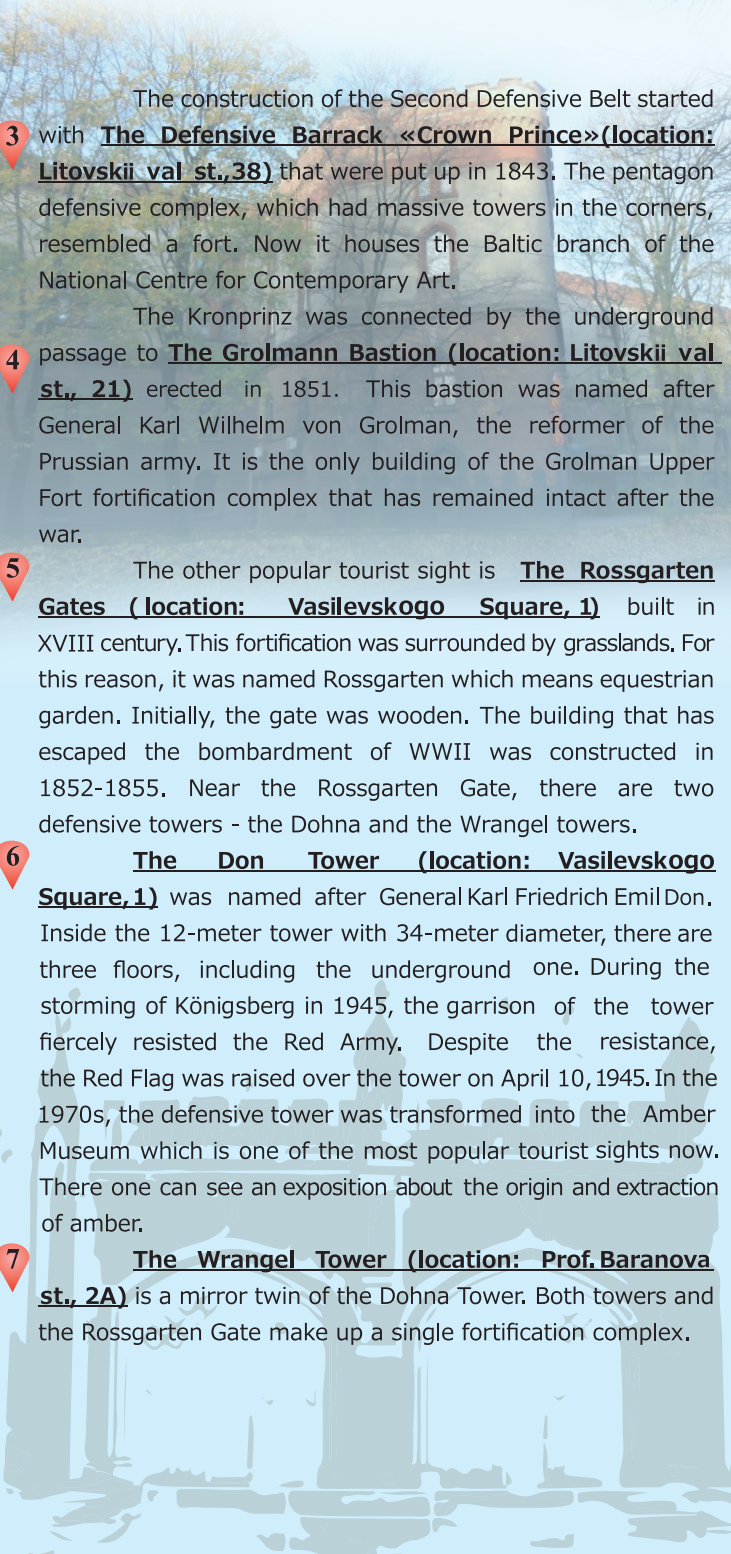 The construction of the Second Defensive Belt started
3 with The Defensive Barrack «Crown Prince»(location:
Litovskii val st.,38) that were put up in 1843. The pentagon
defensive complex, which had massive towers in the corners,
resembled a fort. Now it houses the Baltic branch of the
National Centre for Contemporary Art.
The Kronprinz was connected by the underground
4 passage to The Grolmann Bastion (location: Litovskii val
st., 21) erected in 1851. This bastion was named after
General Karl Wilhelm von Grolman, the reformer of the
Prussian army. It is the only building of the Grolman Upper
Fort fortification complex that has remained intact after the
war.
5 The other popular tourist sight is The Rossgarten
Gates (location: Vasilevskogo Square, 1) built in
XVIII century. This fortification was surrounded by grasslands. For
this reason, it was named Rossgarten which means equestrian
garden. Initially, the gate was wooden. The building that has
escaped the bombardment of WWII was constructed in
1852-1855. Near the Rossgarten Gate, there are two
defensive towers - the Dohna and the Wrangel towers.
6 The Don Tower (location: Vasilevskogo
Square,1) was named after General Karl Friedrich Emil Don.
Inside the 12-meter tower with 34-meter diameter, there are
three floors, including the underground one. During the
storming of Königsberg in 1945, the garrison of the tower
fiercely resisted the Red Army. Despite the resistance,
the Red Flag was raised over the tower on April 10, 1945. In the
1970s, the defensive tower was transformed into the Amber
Museum which is one of the most popular tourist sights now.
There one can see an exposition about the origin and extraction
of amber.
7 The Wrangel Tower (location: Prof. Baranova
st., 2A) is a mirror twin of the Dohna Tower. Both towers and
the Rossgarten Gate make up a single fortification complex.